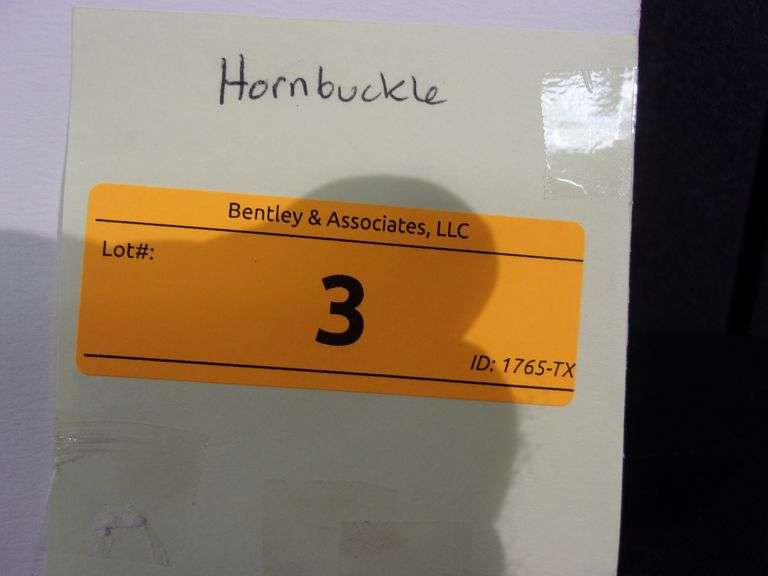 Hornbuckle
Bentley & Associates, LLC
Lot#:
3
ID: 1765-TX